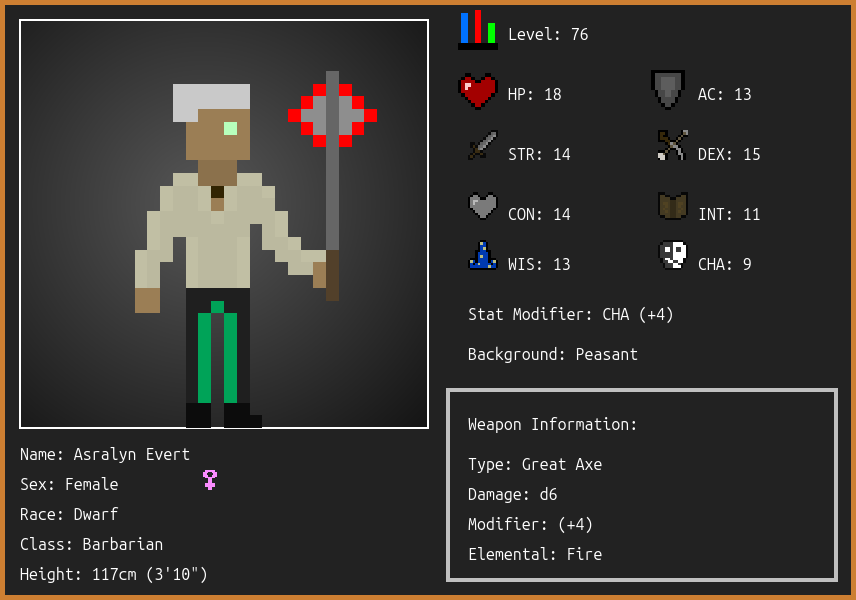 Level: 76
HP: 18
AC: 13
STR: 14
DEX: 15
CON: 14
INT: 11
WIS: 13
CHA: 9
Stat Modifier: CHA (+4)
Background: Peasant
Weapon Information:
Type: Great Axe
Damage: d6
Modifier: (+4)
Elemental: Fire
Name: Asralyn Evert
Sex: Female
Race: Dwarf
Class: Barbarian
Height: 117cm (3'10")